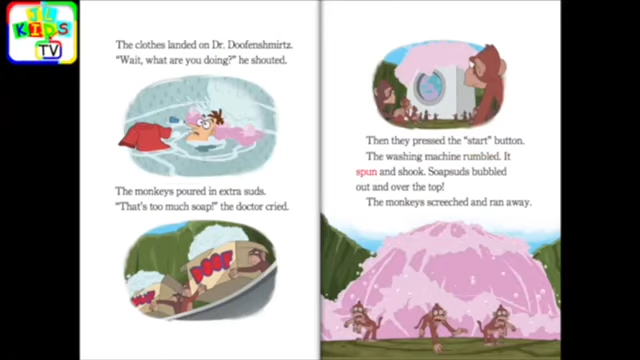 JL
KIDS
TV
The clothes landed on Dr. Doofenshmirtz.
“Wait, what are you doing?” he shouted.
The monkeys poured in extra suds.
“That’s too much soap!” the doctor cried.
DOOF
Then they pressed the “start” button.
The washing machine rumbled. It
spun and shook. Soapsuds bubbled
out and over the top!
The monkeys screeched and ran away.